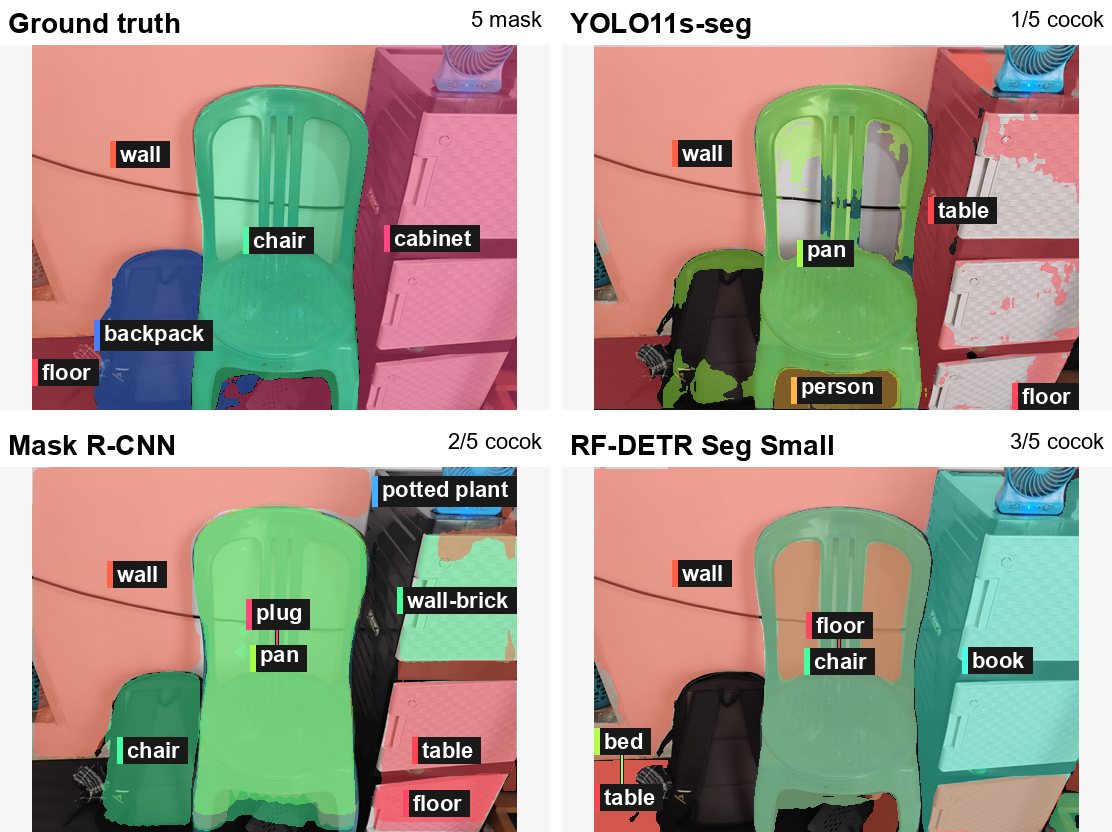 Ground truth
5 mask
wall
chair
cabinet
backpack
floor
YOLO11s-seg
1/5 cocok
wall
table
pan
person
floor
Mask R-CNN
2/5 cocok
potted plant
wall
wall-brick
plug
pan
chair
table
floor
RF-DETR Seg Small
3/5 cocok
wall
floor
chair
book
bed
table